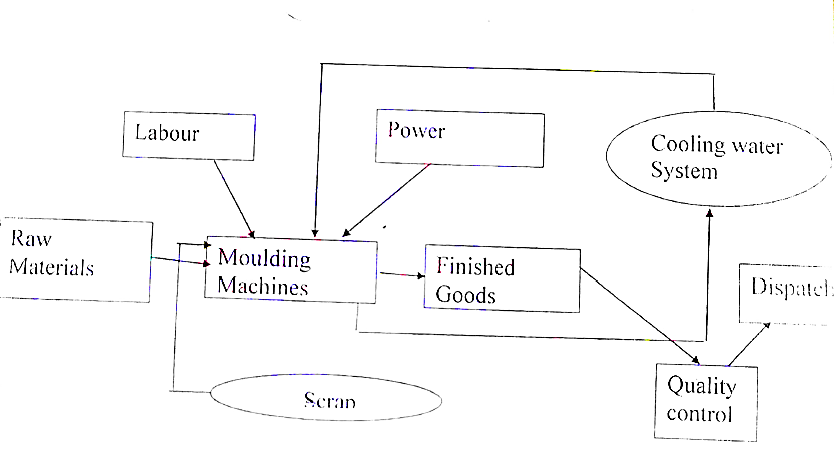 Labour
Power
Cooling water
System
Raw
Materials
Moulding
Machines
Finished
Goods
Dispatch
Quality
control
Scrap